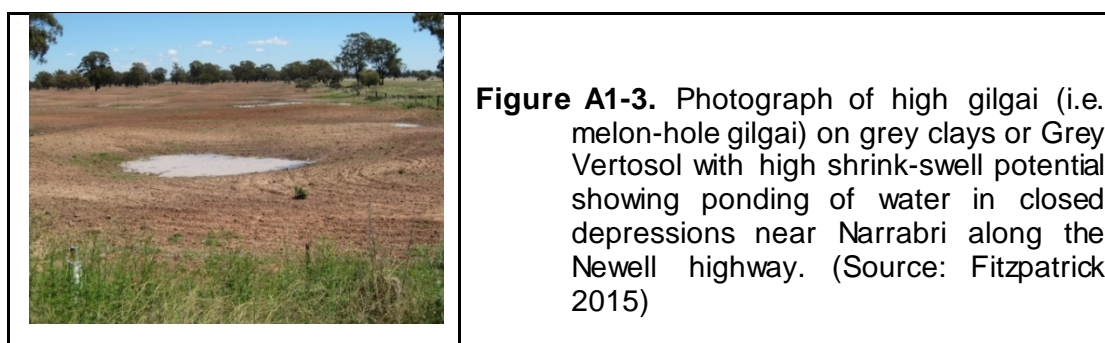 Figure A1-3. Photograph of high gilgai (i.e.
melon-hole gilgai) on grey clays or Grey
Vertosol with high shrink-swell potential
showing ponding of water in closed
depressions near Narrabri along the
Newell highway. (Source: Fitzpatrick
2015)